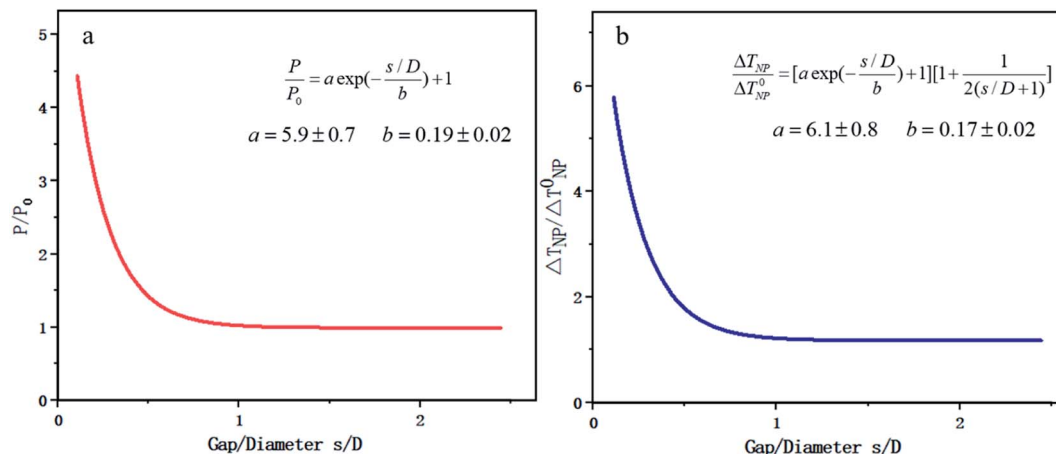 a
P/P₀ = a exp(−(s/D)/b)+1
a = 5.9 ± 0.7 b = 0.19 ± 0.02
5
4
3
2
1
0
P/P₀
0 1 2
Gap/Diameter s/D
b
ΔT_NP/ΔT⁰_NP = [a exp(−(s/D)/b)+1][1+1/(2(s/D+1))]
a = 6.1 ± 0.8 b = 0.17 ± 0.02
6
4
2
0
△T_NP/△T⁰_NP
0 1 2
Gap/Diameter s/D